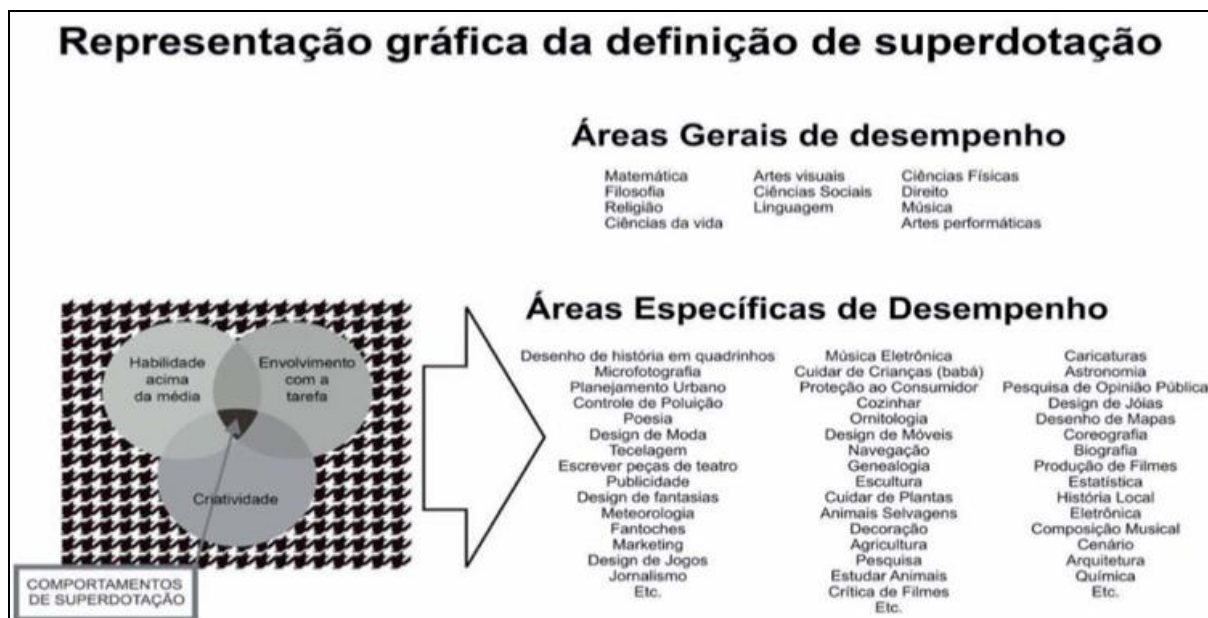 Representação gráfica da definição de superdotação
Áreas Gerais de desempenho
Matemática
Filosofia
Religião
Ciências da vida
Artes visuais
Ciências Sociais
Linguagem
Ciências Físicas
Direito
Música
Artes performáticas
Habilidade
acima
da média
Envolvimento
com a
tarefa
Criatividade
COMPORTAMENTOS
DE SUPERDOTAÇÃO
Áreas Específicas de Desempenho
Desenho de história em quadrinhos
Microfotografia
Planejamento Urbano
Controle de Poluição
Poesia
Design de Moda
Tecelagem
Escrever peças de teatro
Publicidade
Design de fantasias
Meteorologia
Fantoches
Marketing
Design de Jogos
Jornalismo
Etc.
Música Eletrônica
Cuidar de Crianças (babá)
Proteção ao Consumidor
Cozinhar
Ornitologia
Design de Móveis
Navegação
Genealogia
Escultura
Cuidar de Plantas
Animais Selvagens
Decoração
Agricultura
Pesquisa
Estudar Animais
Crítica de Filmes
Etc.
Caricaturas
Astronomia
Pesquisa de Opinião Pública
Design de Jóias
Desenho de Mapas
Coreografia
Biografia
Produção de Filmes
Estatística
História Local
Eletrônica
Composição Musical
Cenário
Arquitetura
Química
Etc.